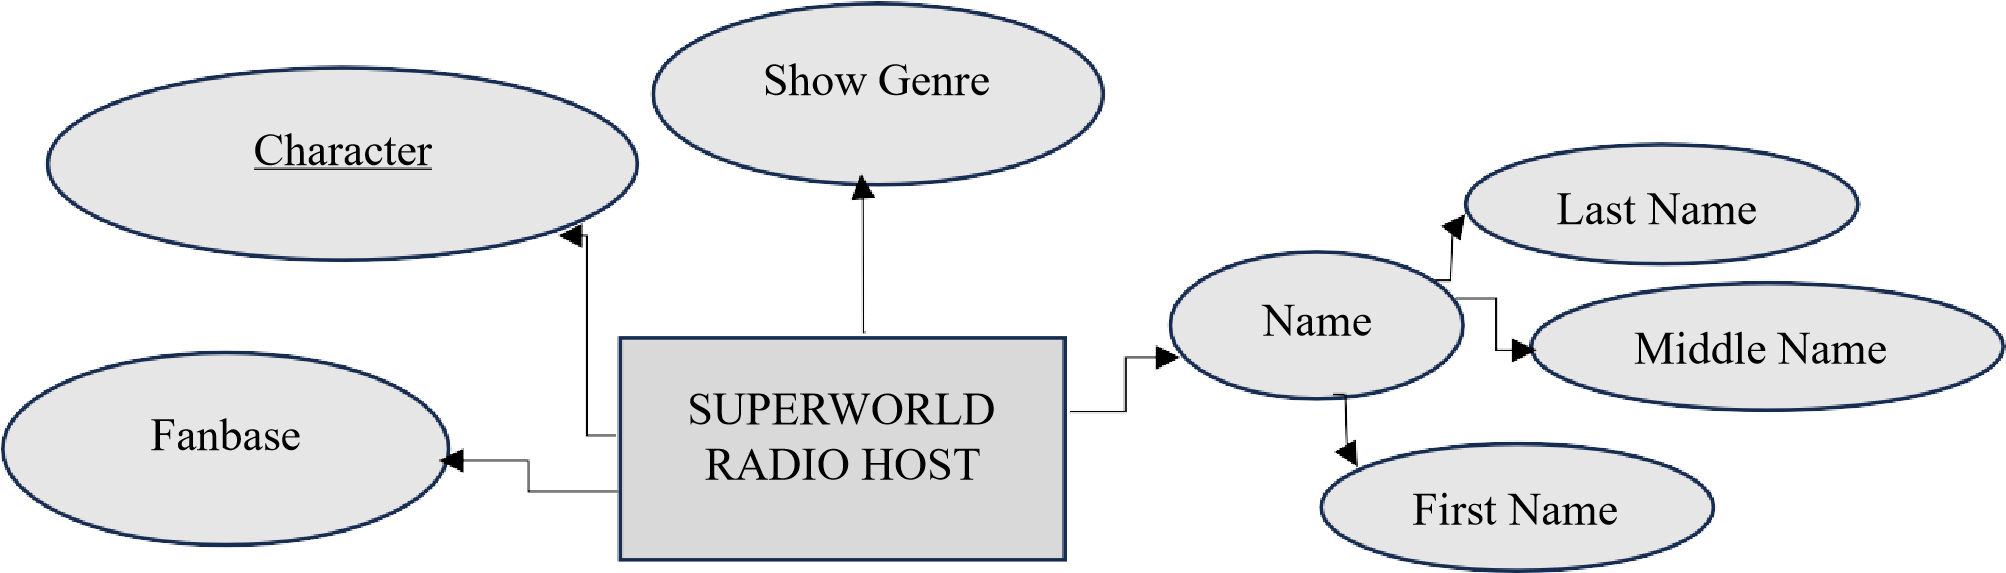 Show Genre
Character
Last Name
Name
Middle Name
SUPERWORLD
RADIO HOST
Fanbase
First Name